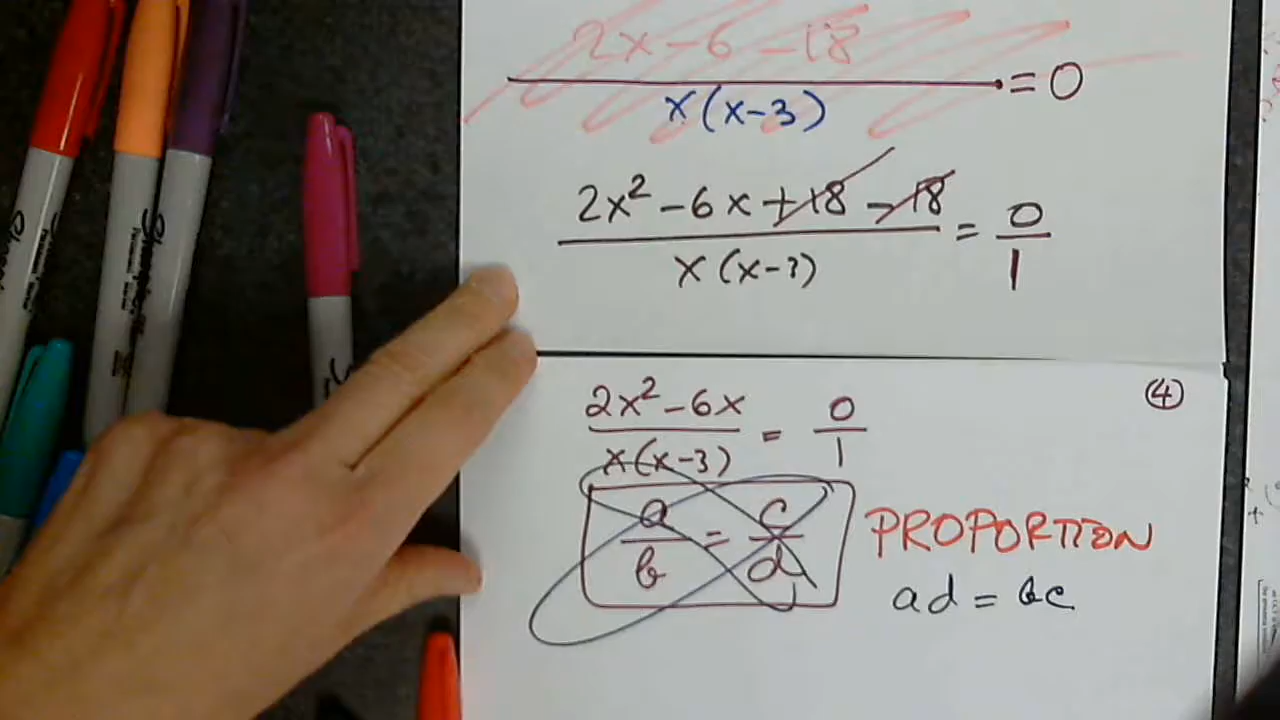 2x - 6 - 18 / x(x-3) = 0
2x² - 6x + 18 - 18 / x(x-3) = 0/1
④
2x² - 6x / x(x-3) = 0/1
a/b = c/d PROPORTION
ad = bc